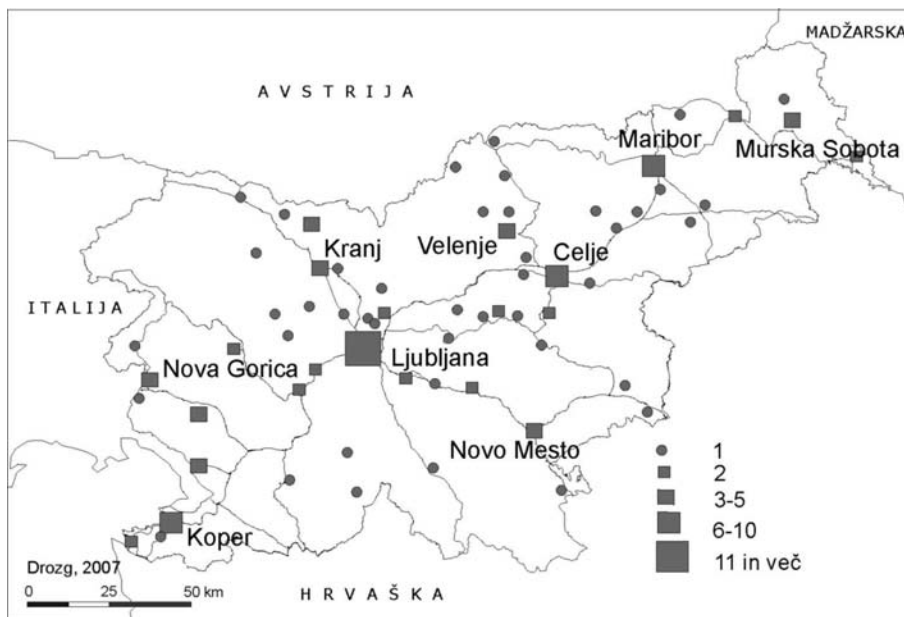 MADŽARSKA
AVSTRIJA
Maribor
Murska Sobota
Kranj
Velenje
Celje
ITALIJA
Nova Gorica
Ljubljana
Novo Mesto
1
2
3-5
6-10
11 in več
Koper
Drozg, 2007
0 25 50 km
HRVAŠKA